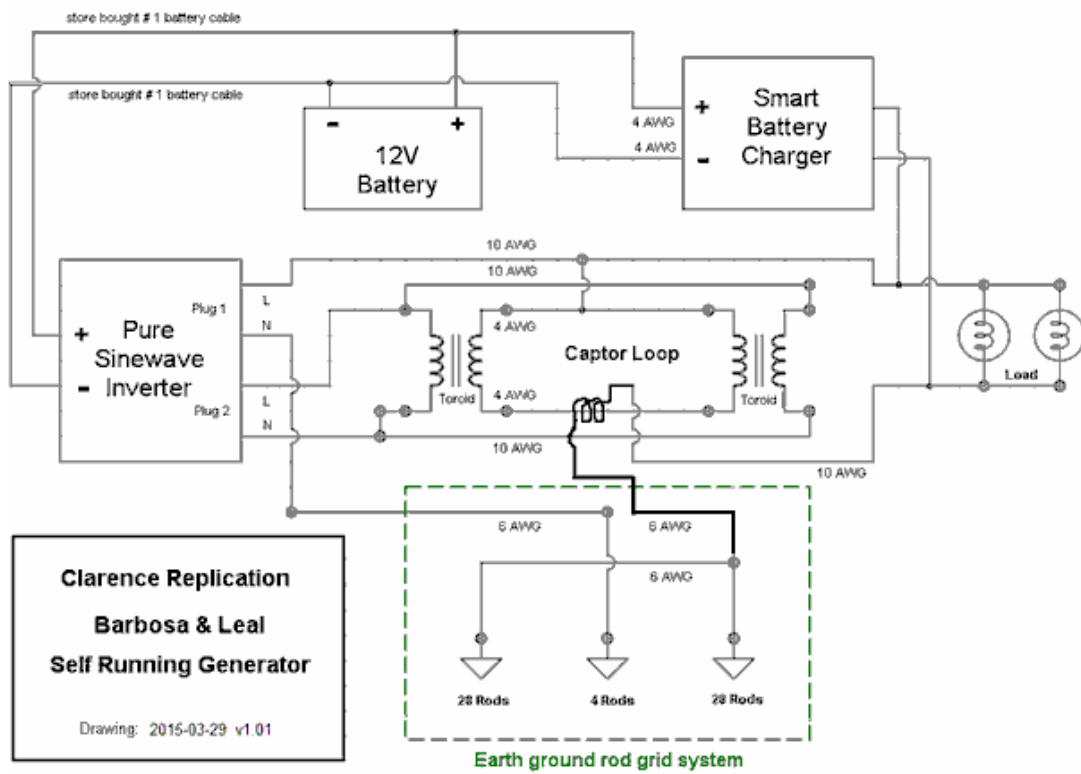 store bought # 1 battery cable
store bought # 1 battery cable
- +
12V
Battery
4 AWG
4 AWG
+
-
Smart
Battery
Charger
10 AWG
10 AWG
Plug 1
L
N
+
-
Pure
Sinewave
Inverter
Plug 2
L
N
Toroid
4 AWG
Captor Loop
4 AWG
Toroid
Load
10 AWG
10 AWG
6 AWG
6 AWG
6 AWG
28 Rods
4 Rods
28 Rods
Earth ground rod grid system
Clarence Replication
Barbosa & Leal
Self Running Generator
Drawing: 2015-03-29 v1.01